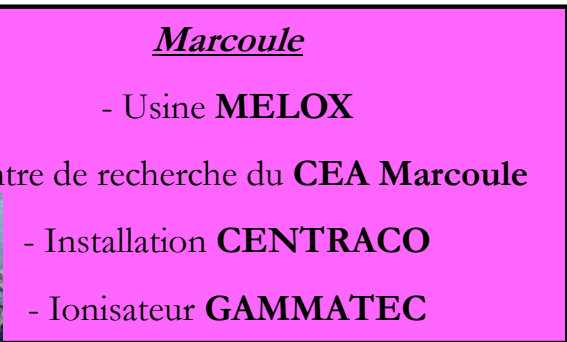 Marcoule
- Usine MELOX
de recherche du CEA Marcoule
- Installation CENTRACO
- Ionisateur GAMMATEC